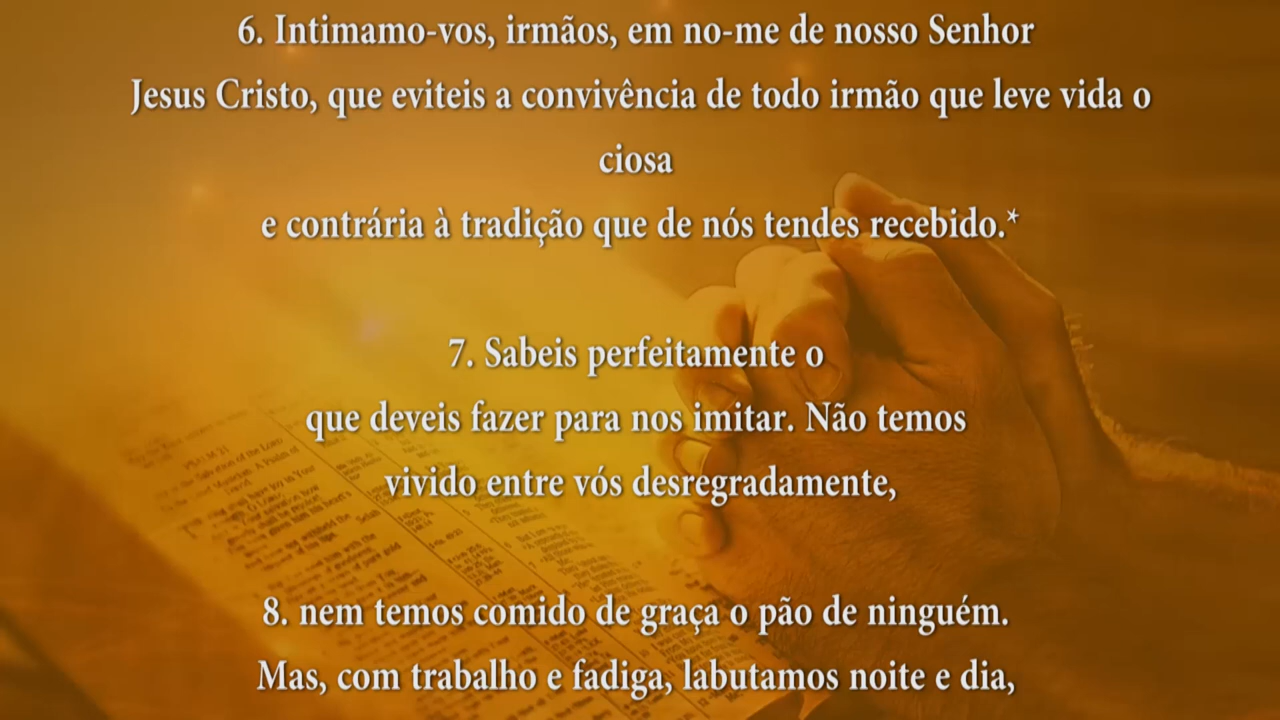 6. Intimamo-vos, irmãos, em no-me de nosso Senhor
Jesus Cristo, que eviteis a convivência de todo irmão que leve vida o
ciosa
e contrária à tradição que de nós tendes recebido.*
7. Sabeis perfeitamente o
que deveis fazer para nos imitar. Não temos
vivido entre vós desregradamente,
8. nem temos comido de graça o pão de ninguém.
Mas, com trabalho e fadiga, labutamos noite e dia,